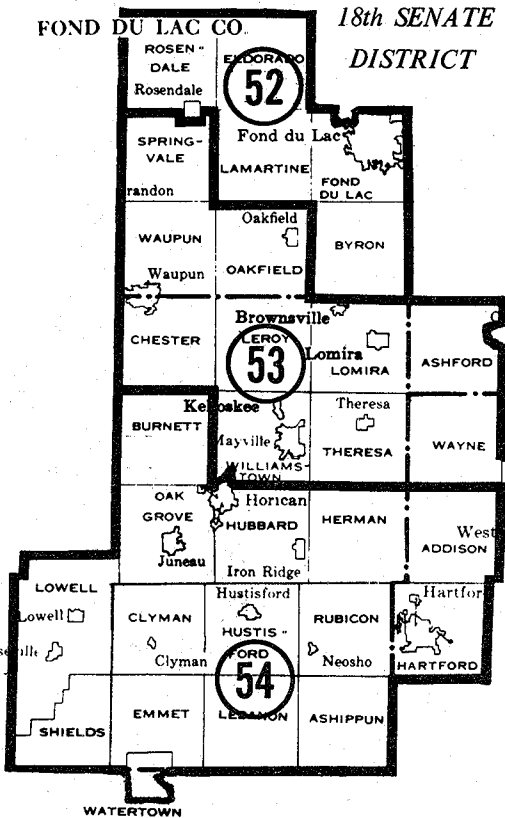 FOND DU LAC CO
18th SENATE
DISTRICT
ROSEN-
DALE
Rosendale
ELDORADO
52
SPRING-
VALE
Fond du Lac
LAMARTINE
FOND
DU LAC
randon
WAUPUN
Waupun
Oakfield
OAKFIELD
BYRON
CHESTER
Brownsville
LEROY
53
Lomira
LOMIRA
ASHFORD
BURNETT
Kekoskee
Mayville
WILLIAMS-
TOWN
Theresa
THERESA
WAYNE
OAK
GROVE
Juneau
Horican
HUBBARD
Iron Ridge
HERMAN
West
ADDISON
LOWELL
Lowell
CLYMAN
Clyman
Hustisford
HUSTIS-
FORD
RUBICON
Neosho
Hartfor
HARTFORD
54
SHIELDS
EMMET
LEBANON
ASHIPPUN
WATERTOWN